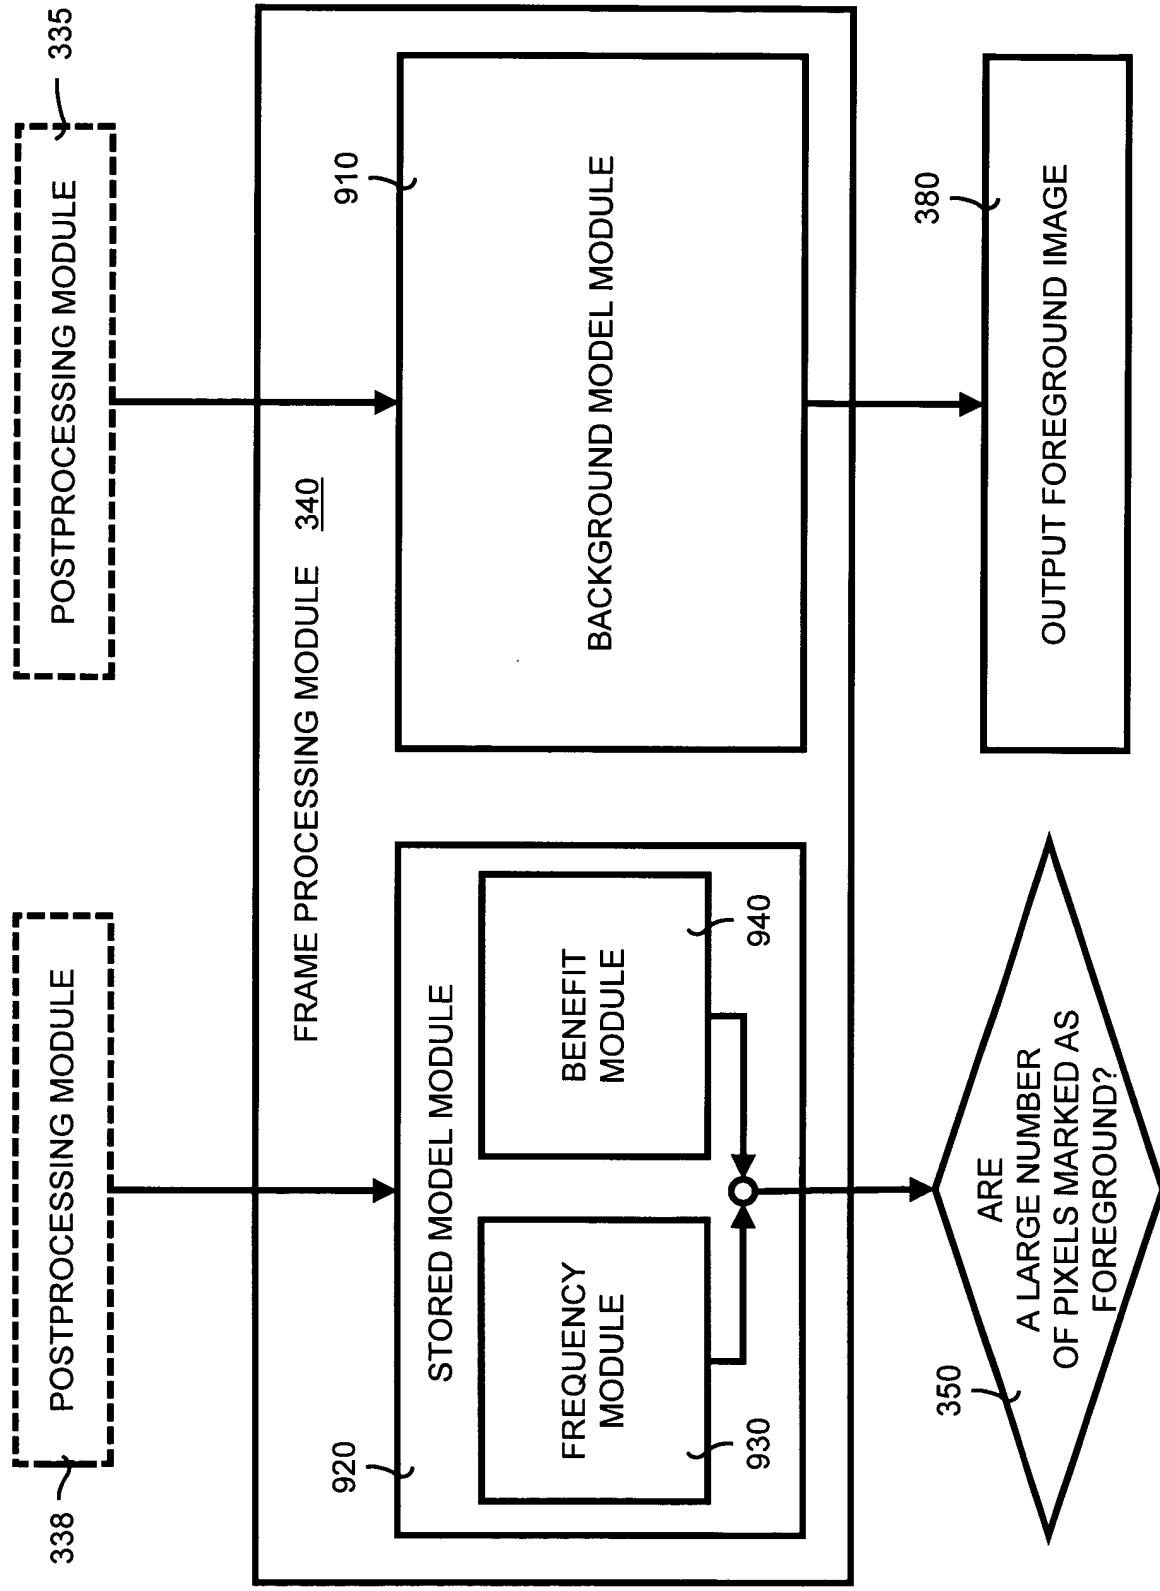 338
POSTPROCESSING MODULE
POSTPROCESSING MODULE
335
FRAME PROCESSING MODULE 340
920
STORED MODEL MODULE
FREQUENCY
MODULE
930
BENEFIT
MODULE
940
910
BACKGROUND MODEL MODULE
350
ARE
A LARGE NUMBER
OF PIXELS MARKED AS
FOREGROUND?
380
OUTPUT FOREGROUND IMAGE